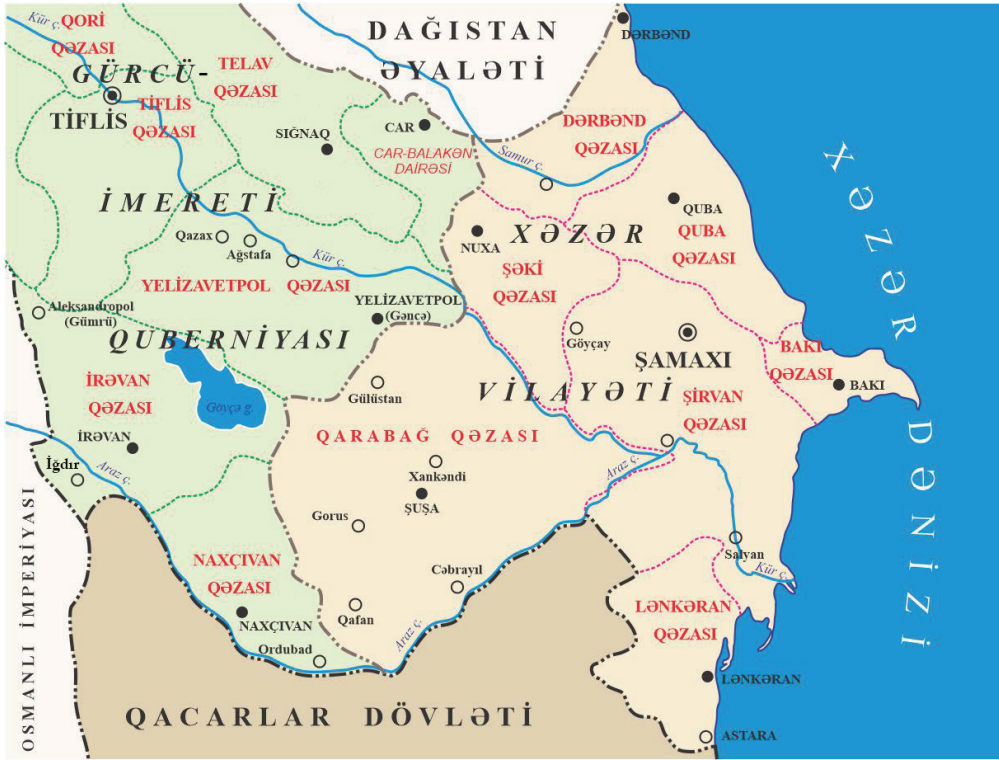 DAĞISTAN
ƏYALƏTİ
DƏRBƏND
Kür ç.
QORİ
QƏZASI
GÜRCÜ-
TELAV
QƏZASI
TİFLİS
TİFLİS
QƏZASI
SIĞNAQ
CAR
CAR-BALAKƏN
DAİRƏSİ
DƏRBƏND
QƏZASI
Samur ç.
İMERETİ
Qazax
Ağstafa
Kür ç.
NUXA
XƏZƏR
QUBA
QUBA
QƏZASI
ŞƏKİ
QƏZASI
YELİZAVETPOL QƏZASI
YELİZAVETPOL
(Gəncə)
Aleksandropol
(Gümrü)
QUBERNİYASI
Göyçay
ŞAMAXI
BAKI
QƏZASI
BAKI
İRƏVAN
QƏZASI
Göyçə g.
Gülüstan
VİLAYƏTİ
ŞİRVAN
QƏZASI
İRƏVAN
QARABAĞ QƏZASI
İğdır
Araz ç.
Xankəndi
ŞUŞA
Araz ç.
Gorus
Salyan
Kür ç.
NAXÇIVAN
QƏZASI
Cəbrayıl
NAXÇIVAN
Qafan
Ordubad
Araz ç.
LƏNKƏRAN
QƏZASI
LƏNKƏRAN
ASTARA
QACARLAR DÖVLƏTİ
OSMANLI İMPERİYASI
XƏZƏR DƏNİZİ